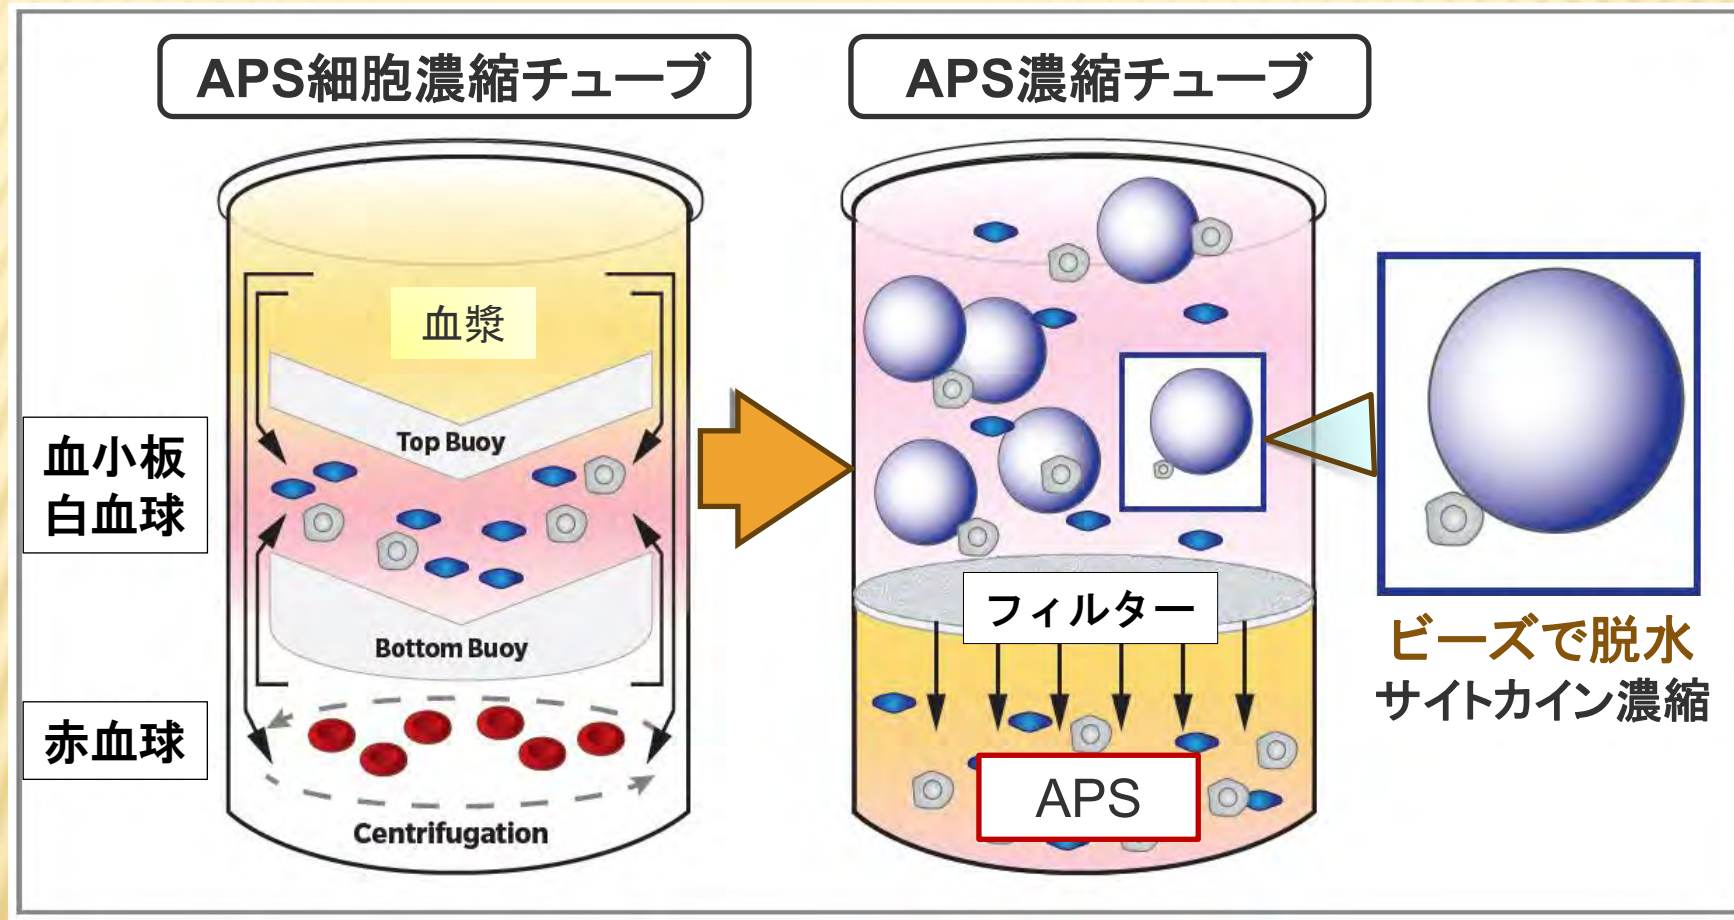 APS細胞濃縮チューブ
APS濃縮チューブ
血漿
Top Buoy
血小板
白血球
Bottom Buoy
赤血球
Centrifugation
フィルター
APS
ビーズで脱水
サイトカイン濃縮